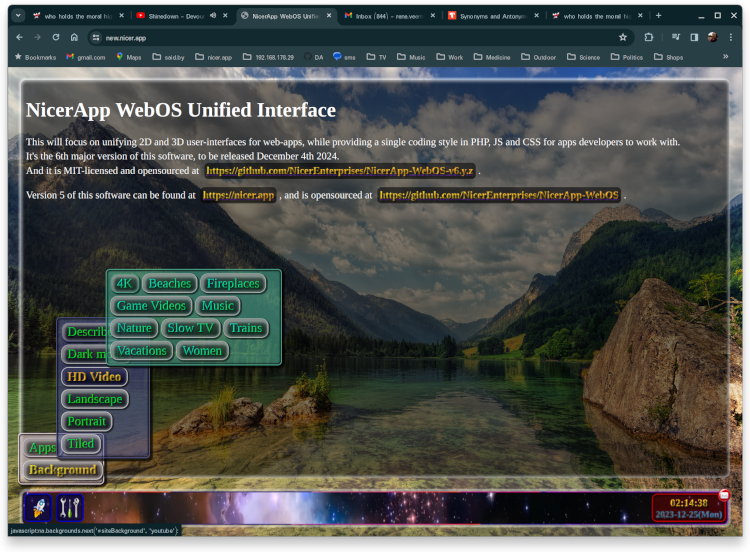 who holds the moral hi
Shinedown - Devou
NicerApp WebOS Unifie
Inbox (844) - rene.veerm
Synonyms and Antonym
who holds the moral hi
new.nicer.app
Bookmarks gmail.com Maps said.by nicer.app 192.168.178.29 DA sms TV Music Work Medicine Outdoor Science Politics Shops »
NicerApp WebOS Unified Interface
This will focus on unifying 2D and 3D user-interfaces for web-apps, while providing a single coding style in PHP, JS and CSS for apps developers to work with.
It's the 6th major version of this software, to be released December 4th 2024.
And it is MIT-licensed and opensourced at https://github.com/NicerEnterprises/NicerApp-WebOS-v6.y.z .
Version 5 of this software can be found at https://nicer.app , and is opensourced at https://github.com/NicerEnterprises/NicerApp-WebOS .
4K Beaches Fireplaces
Game Videos Music
Nature Slow TV Trains
Vacations Women
Describe
Dark m
HD Video
Landscape
Portrait
Tiled
Apps
Background
02:14:38
2023-12-25(Mon)
javascript:na.backgrounds.next('#siteBackground', 'youtube')